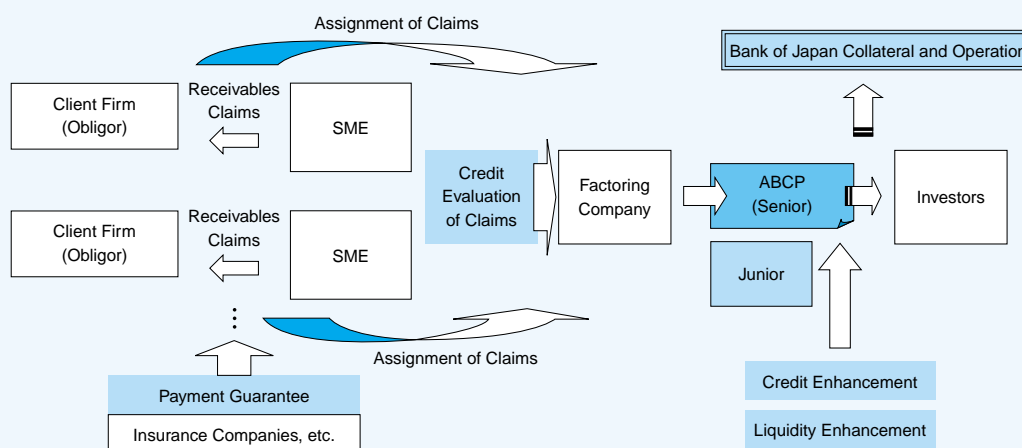 Assignment of Claims
Bank of Japan Collateral and Operation
Client Firm
(Obligor)
Receivables
Claims
SME
Credit
Evaluation
of Claims
Factoring
Company
ABCP
(Senior)
Investors
Client Firm
(Obligor)
Receivables
Claims
SME
Junior
Assignment of Claims
Payment Guarantee
Insurance Companies, etc.
Credit Enhancement
Liquidity Enhancement